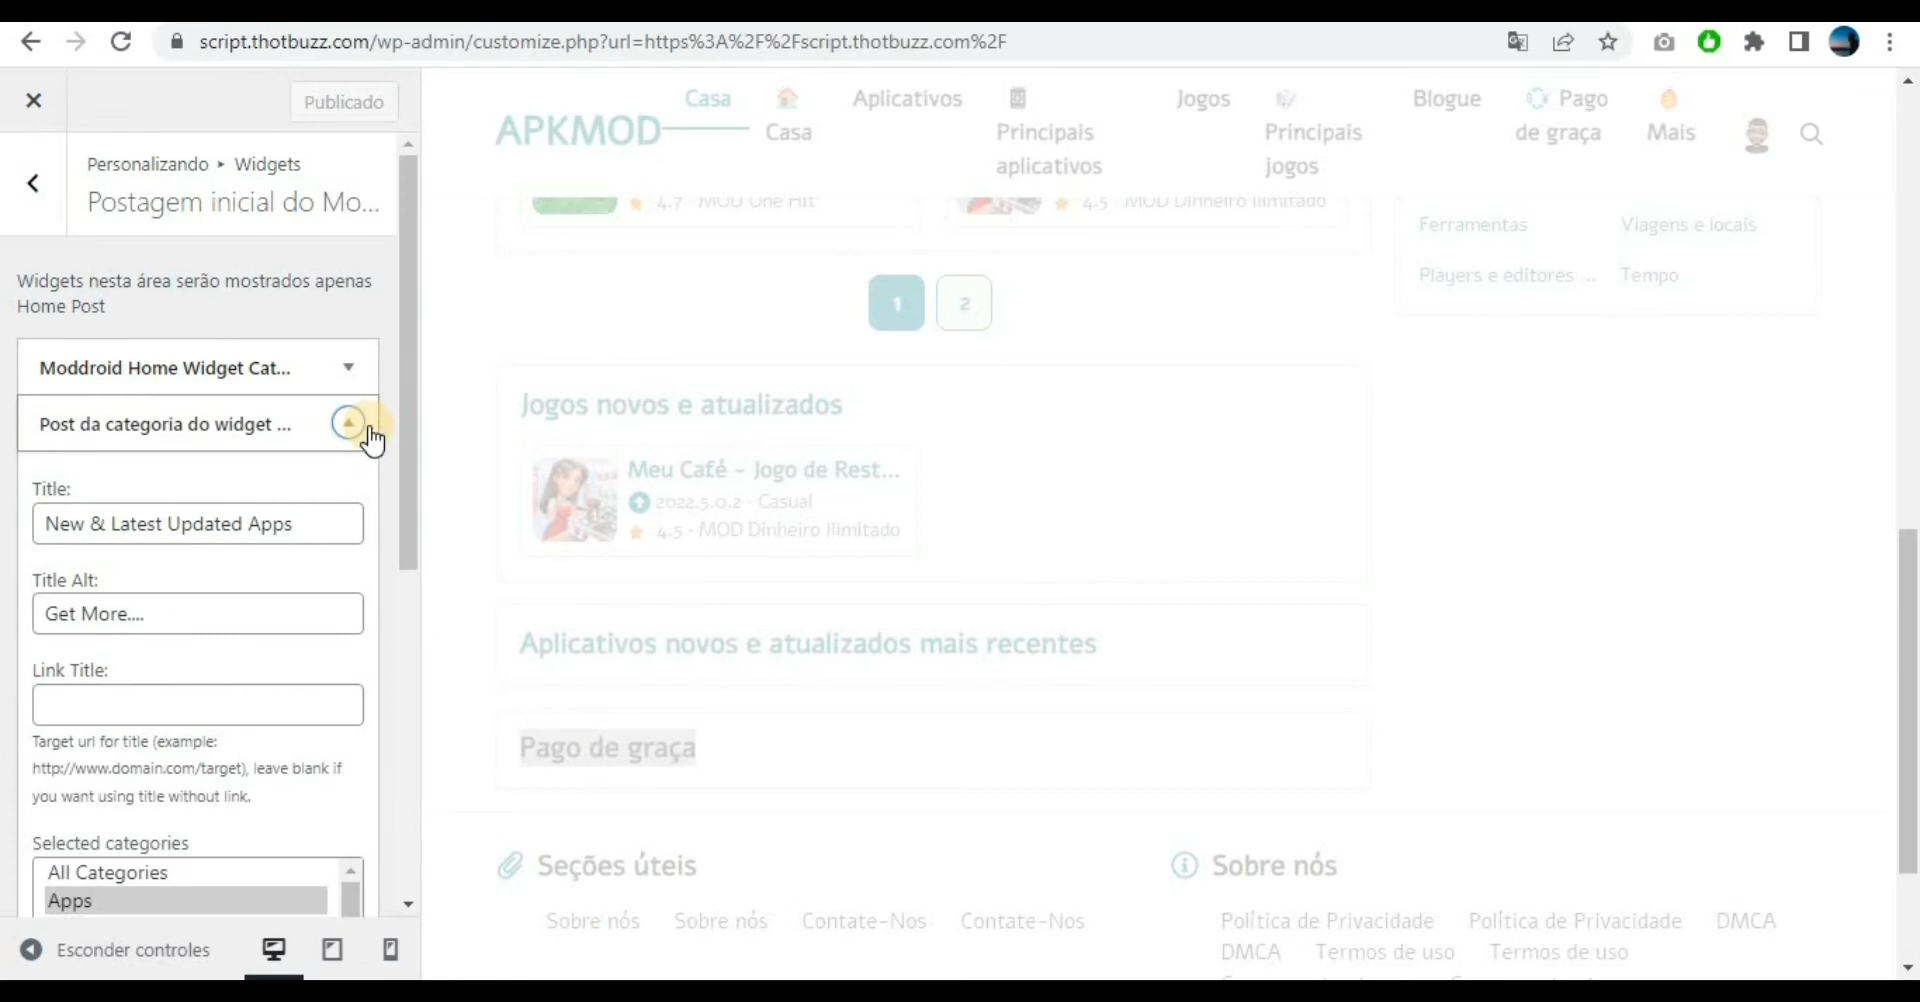 script.thotbuzz.com/wp-admin/customize.php?url=https%3A%2F%2Fscript.thotbuzz.com%2F
Publicado
Personalizando ▸ Widgets
Postagem inicial do Mo...
Widgets nesta área serão mostrados apenas
Home Post
Moddroid Home Widget Cat...
Post da categoria do widget ...
Title:
New & Latest Updated Apps
Title Alt:
Get More....
Link Title:
Target url for title (example:
http://www.domain.com/target), leave blank if
you want using title without link.
Selected categories
All Categories
Apps
Esconder controles
APKMOD
Casa
Casa
Aplicativos
Principais
aplicativos
Jogos
Principais
jogos
Blogue
Pago
de graça
Mais
4.7 - MOD One Hit
4.5 - MOD Dinheiro Ilimitado
Ferramentas
Viagens e locais
Players e editores ...
Tempo
1
2
Jogos novos e atualizados
Meu Café - Jogo de Rest...
2022.5.0.2 - Casual
4.5 - MOD Dinheiro Ilimitado
Aplicativos novos e atualizados mais recentes
Pago de graça
Seções úteis
Sobre nós
Sobre nós
Contate-Nos
Contate-Nos
Sobre nós
Política de Privacidade
Política de Privacidade
DMCA
DMCA
Termos de uso
Termos de uso